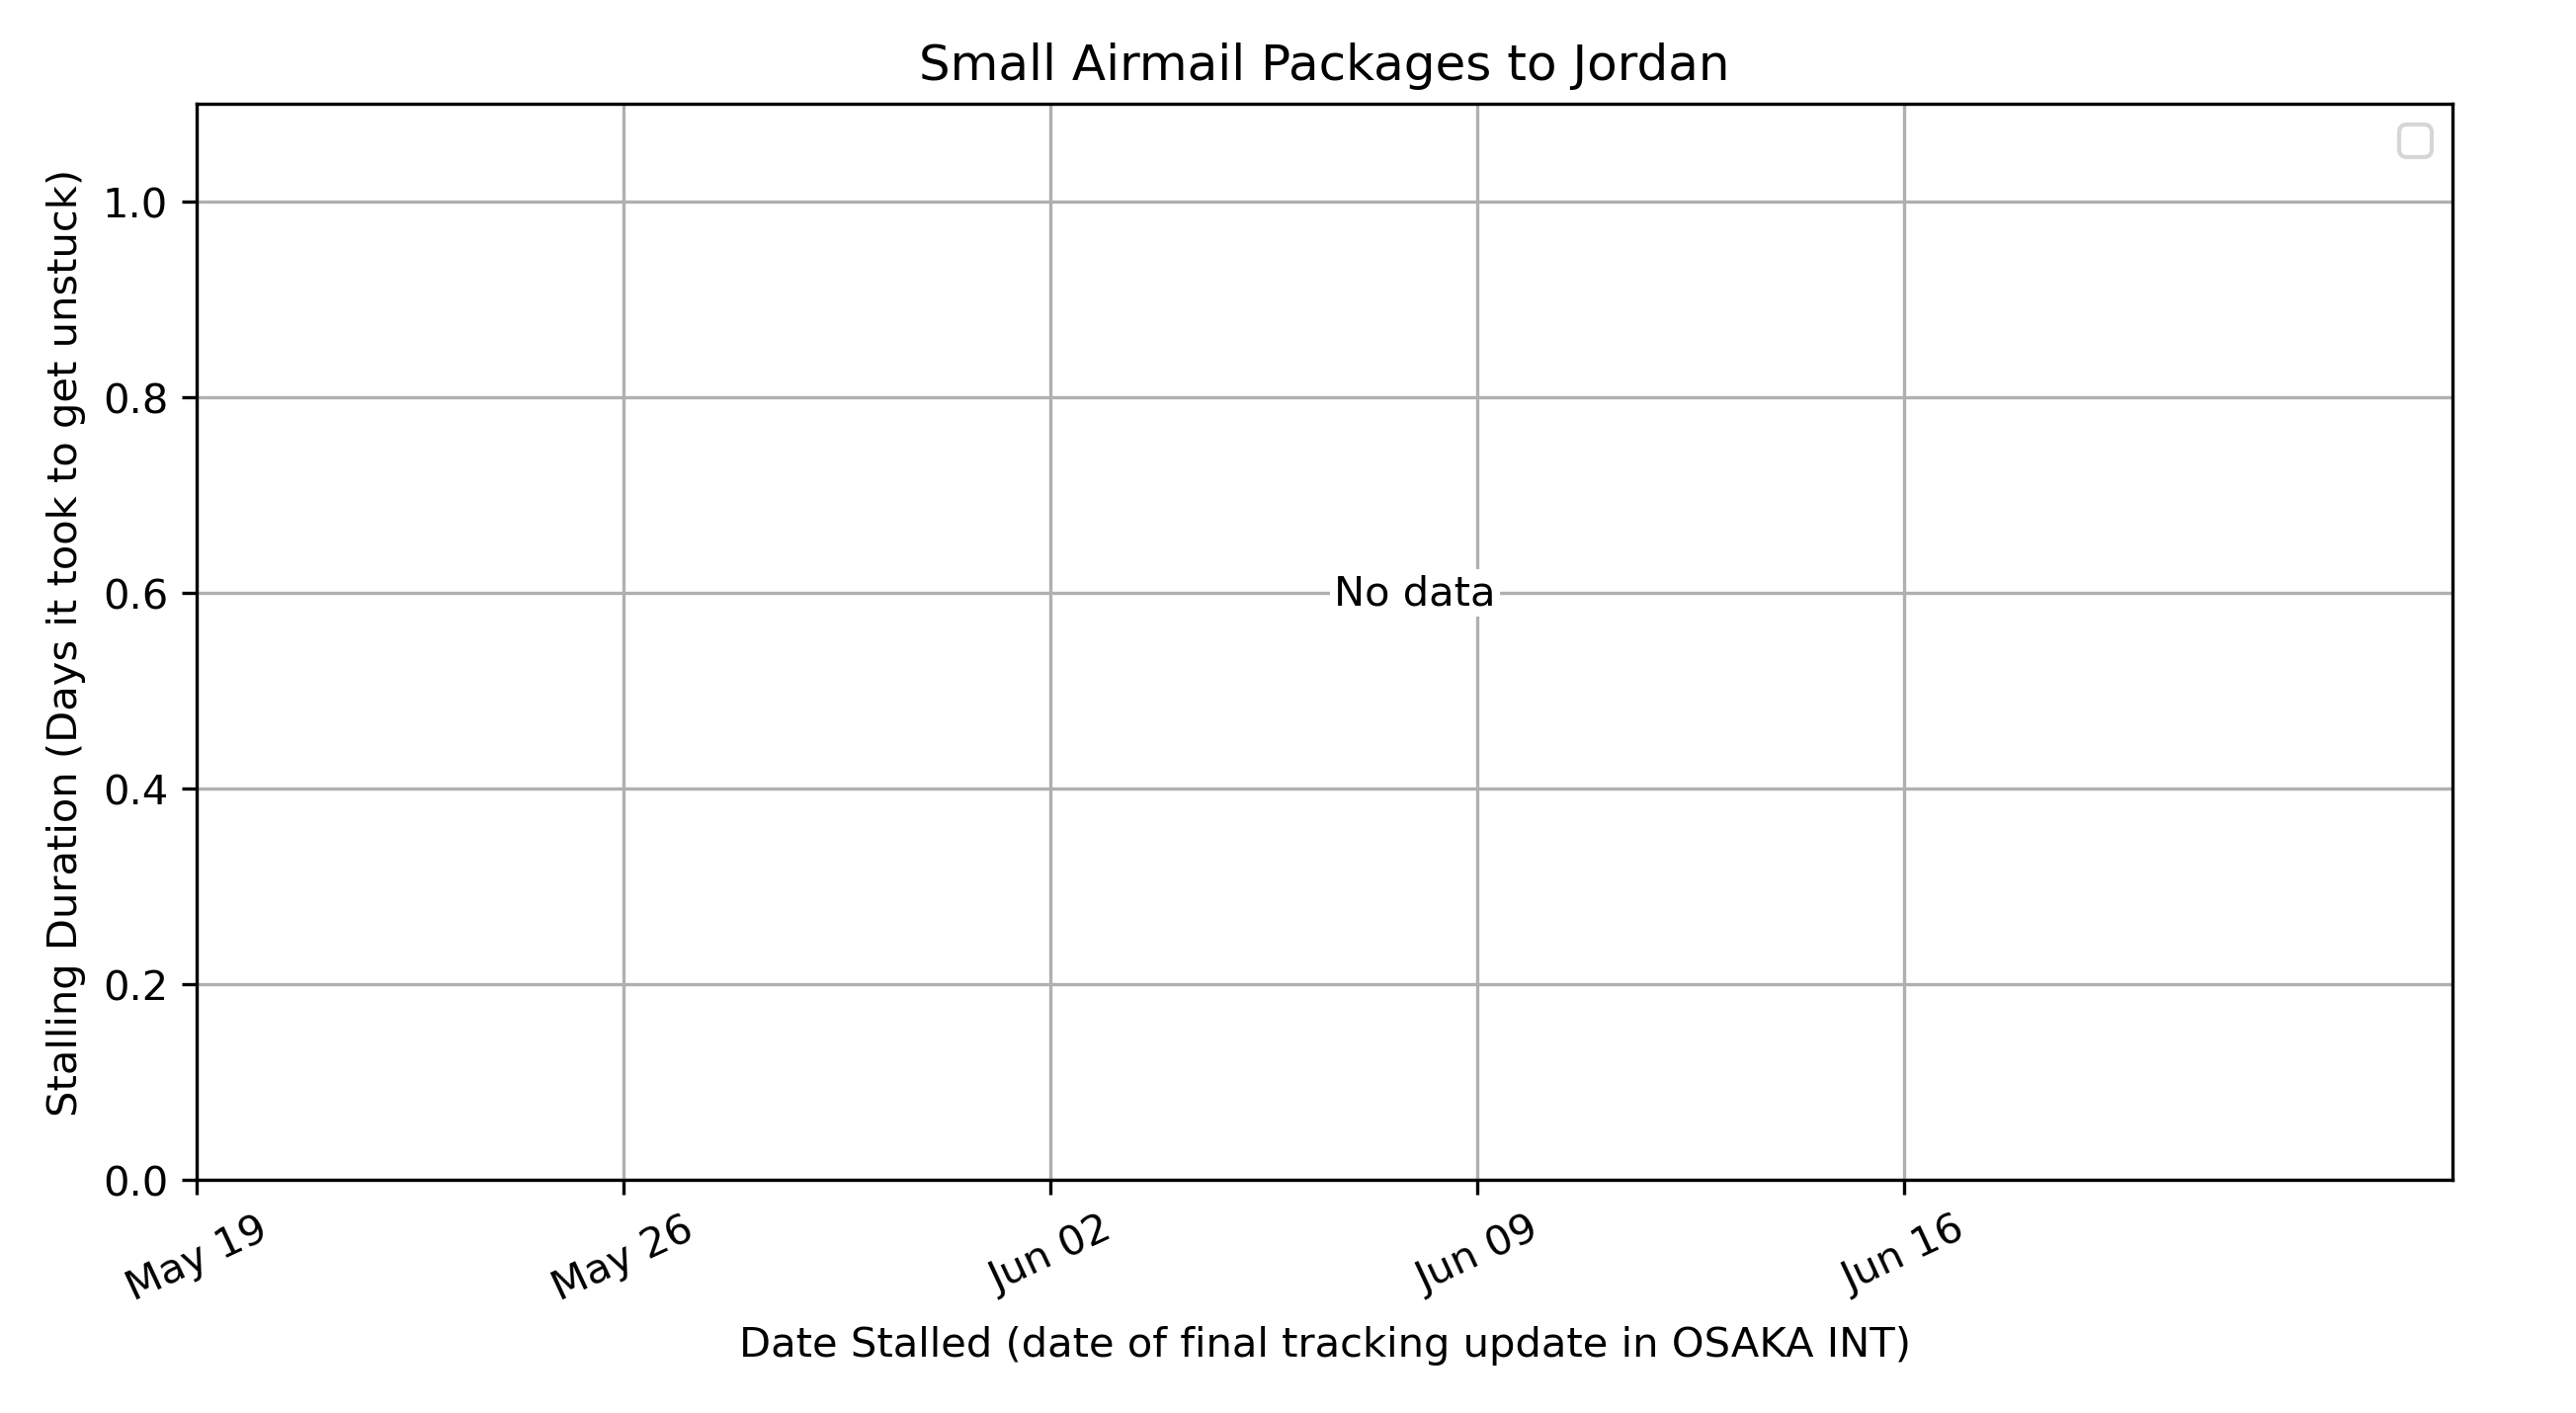 Small Airmail Packages to Jordan
Stalling Duration (Days it took to get unstuck)
1.0
0.8
0.6
0.4
0.2
0.0
No data
May 19
May 26
Jun 02
Jun 09
Jun 16
Date Stalled (date of final tracking update in OSAKA INT)